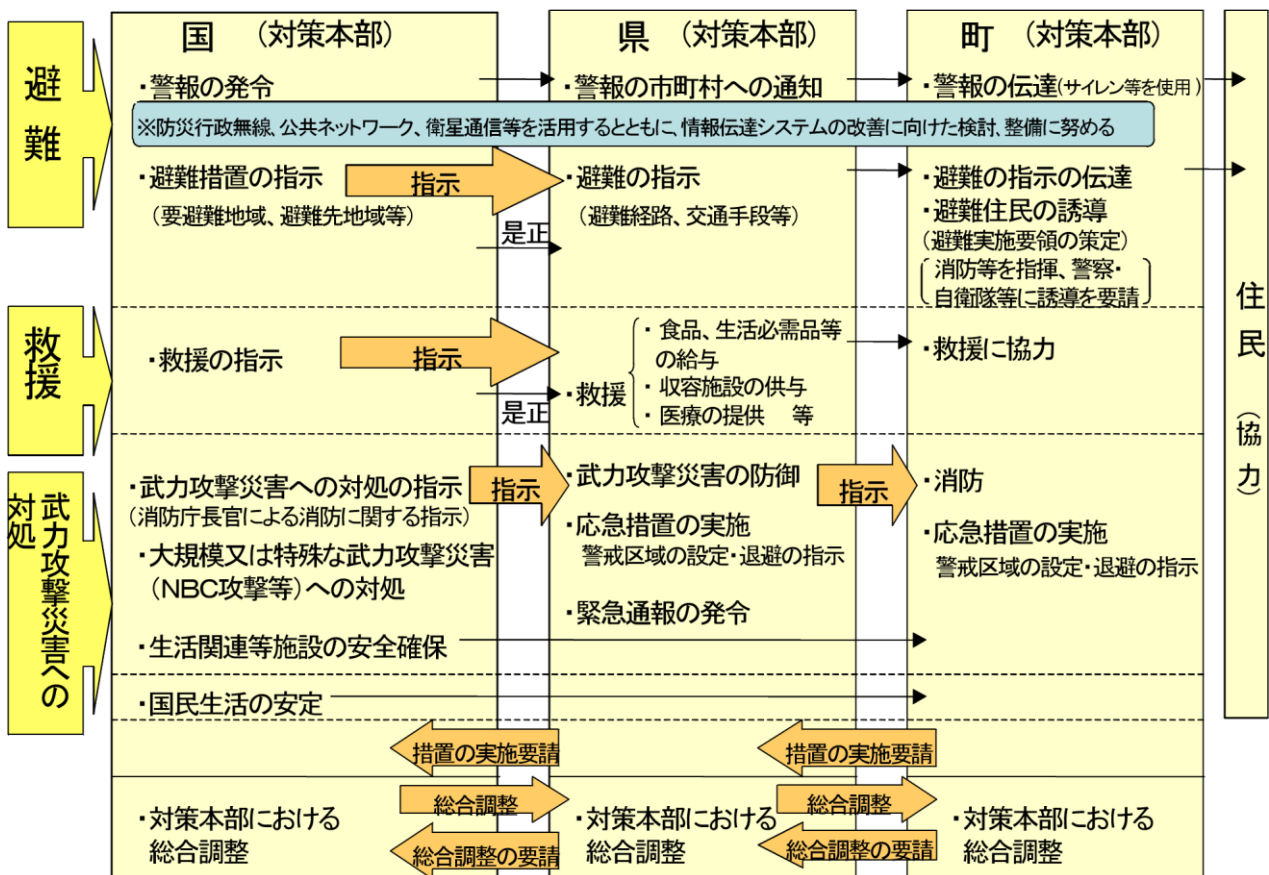 国 (対策本部)
県 (対策本部)
町 (対策本部)
避難
・警報の発令
・警報の市町村への通知
・警報の伝達(サイレン等を使用)
※防災行政無線、公共ネットワーク、衛星通信等を活用するとともに、情報伝達システムの改善に向けた検討、整備に努める
・避難措置の指示
(要避難地域、避難先地域等)
指示
是正
・避難の指示
(避難経路、交通手段等)
・避難の指示の伝達
・避難住民の誘導
(避難実施要領の策定)
消防等を指揮、警察・
自衛隊等に誘導を要請
救援
・救援の指示
指示
是正
・救援
・食品、生活必需品等
の給与
・収容施設の供与
・医療の提供 等
・救援に協力
武力攻撃災害への
対処
・武力攻撃災害への対処の指示
(消防庁長官による消防に関する指示)
・大規模又は特殊な武力攻撃災害
(NBC攻撃等)への対処
・生活関連等施設の安全確保
指示
・武力攻撃災害の防御
・応急措置の実施
警戒区域の設定・退避の指示
・緊急通報の発令
指示
・消防
・応急措置の実施
警戒区域の設定・退避の指示
・国民生活の安定
措置の実施要請
措置の実施要請
・対策本部における
総合調整
総合調整
総合調整の要請
・対策本部における
総合調整
総合調整
総合調整の要請
・対策本部における
総合調整
住民(協力)